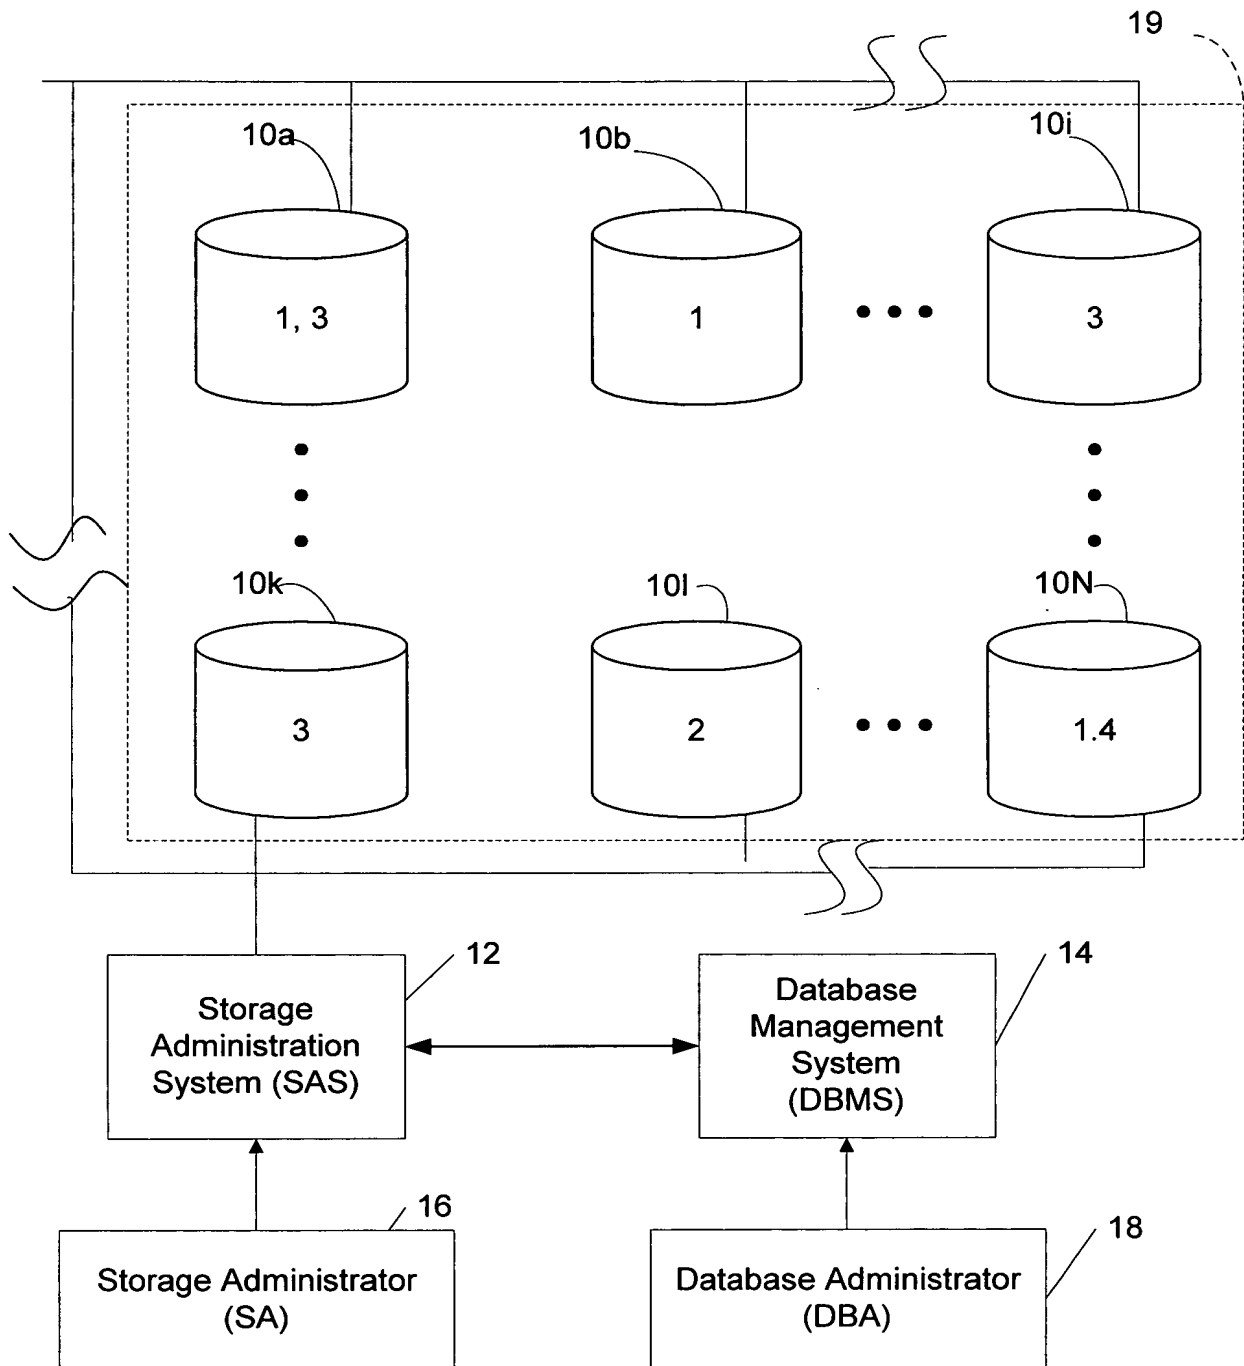 19
10a
10b
10i
1, 3
1
3
10k
10l
10N
3
2
1.4
12
14
Storage
Administration
System (SAS)
Database
Management
System
(DBMS)
16
18
Storage Administrator
(SA)
Database Administrator
(DBA)